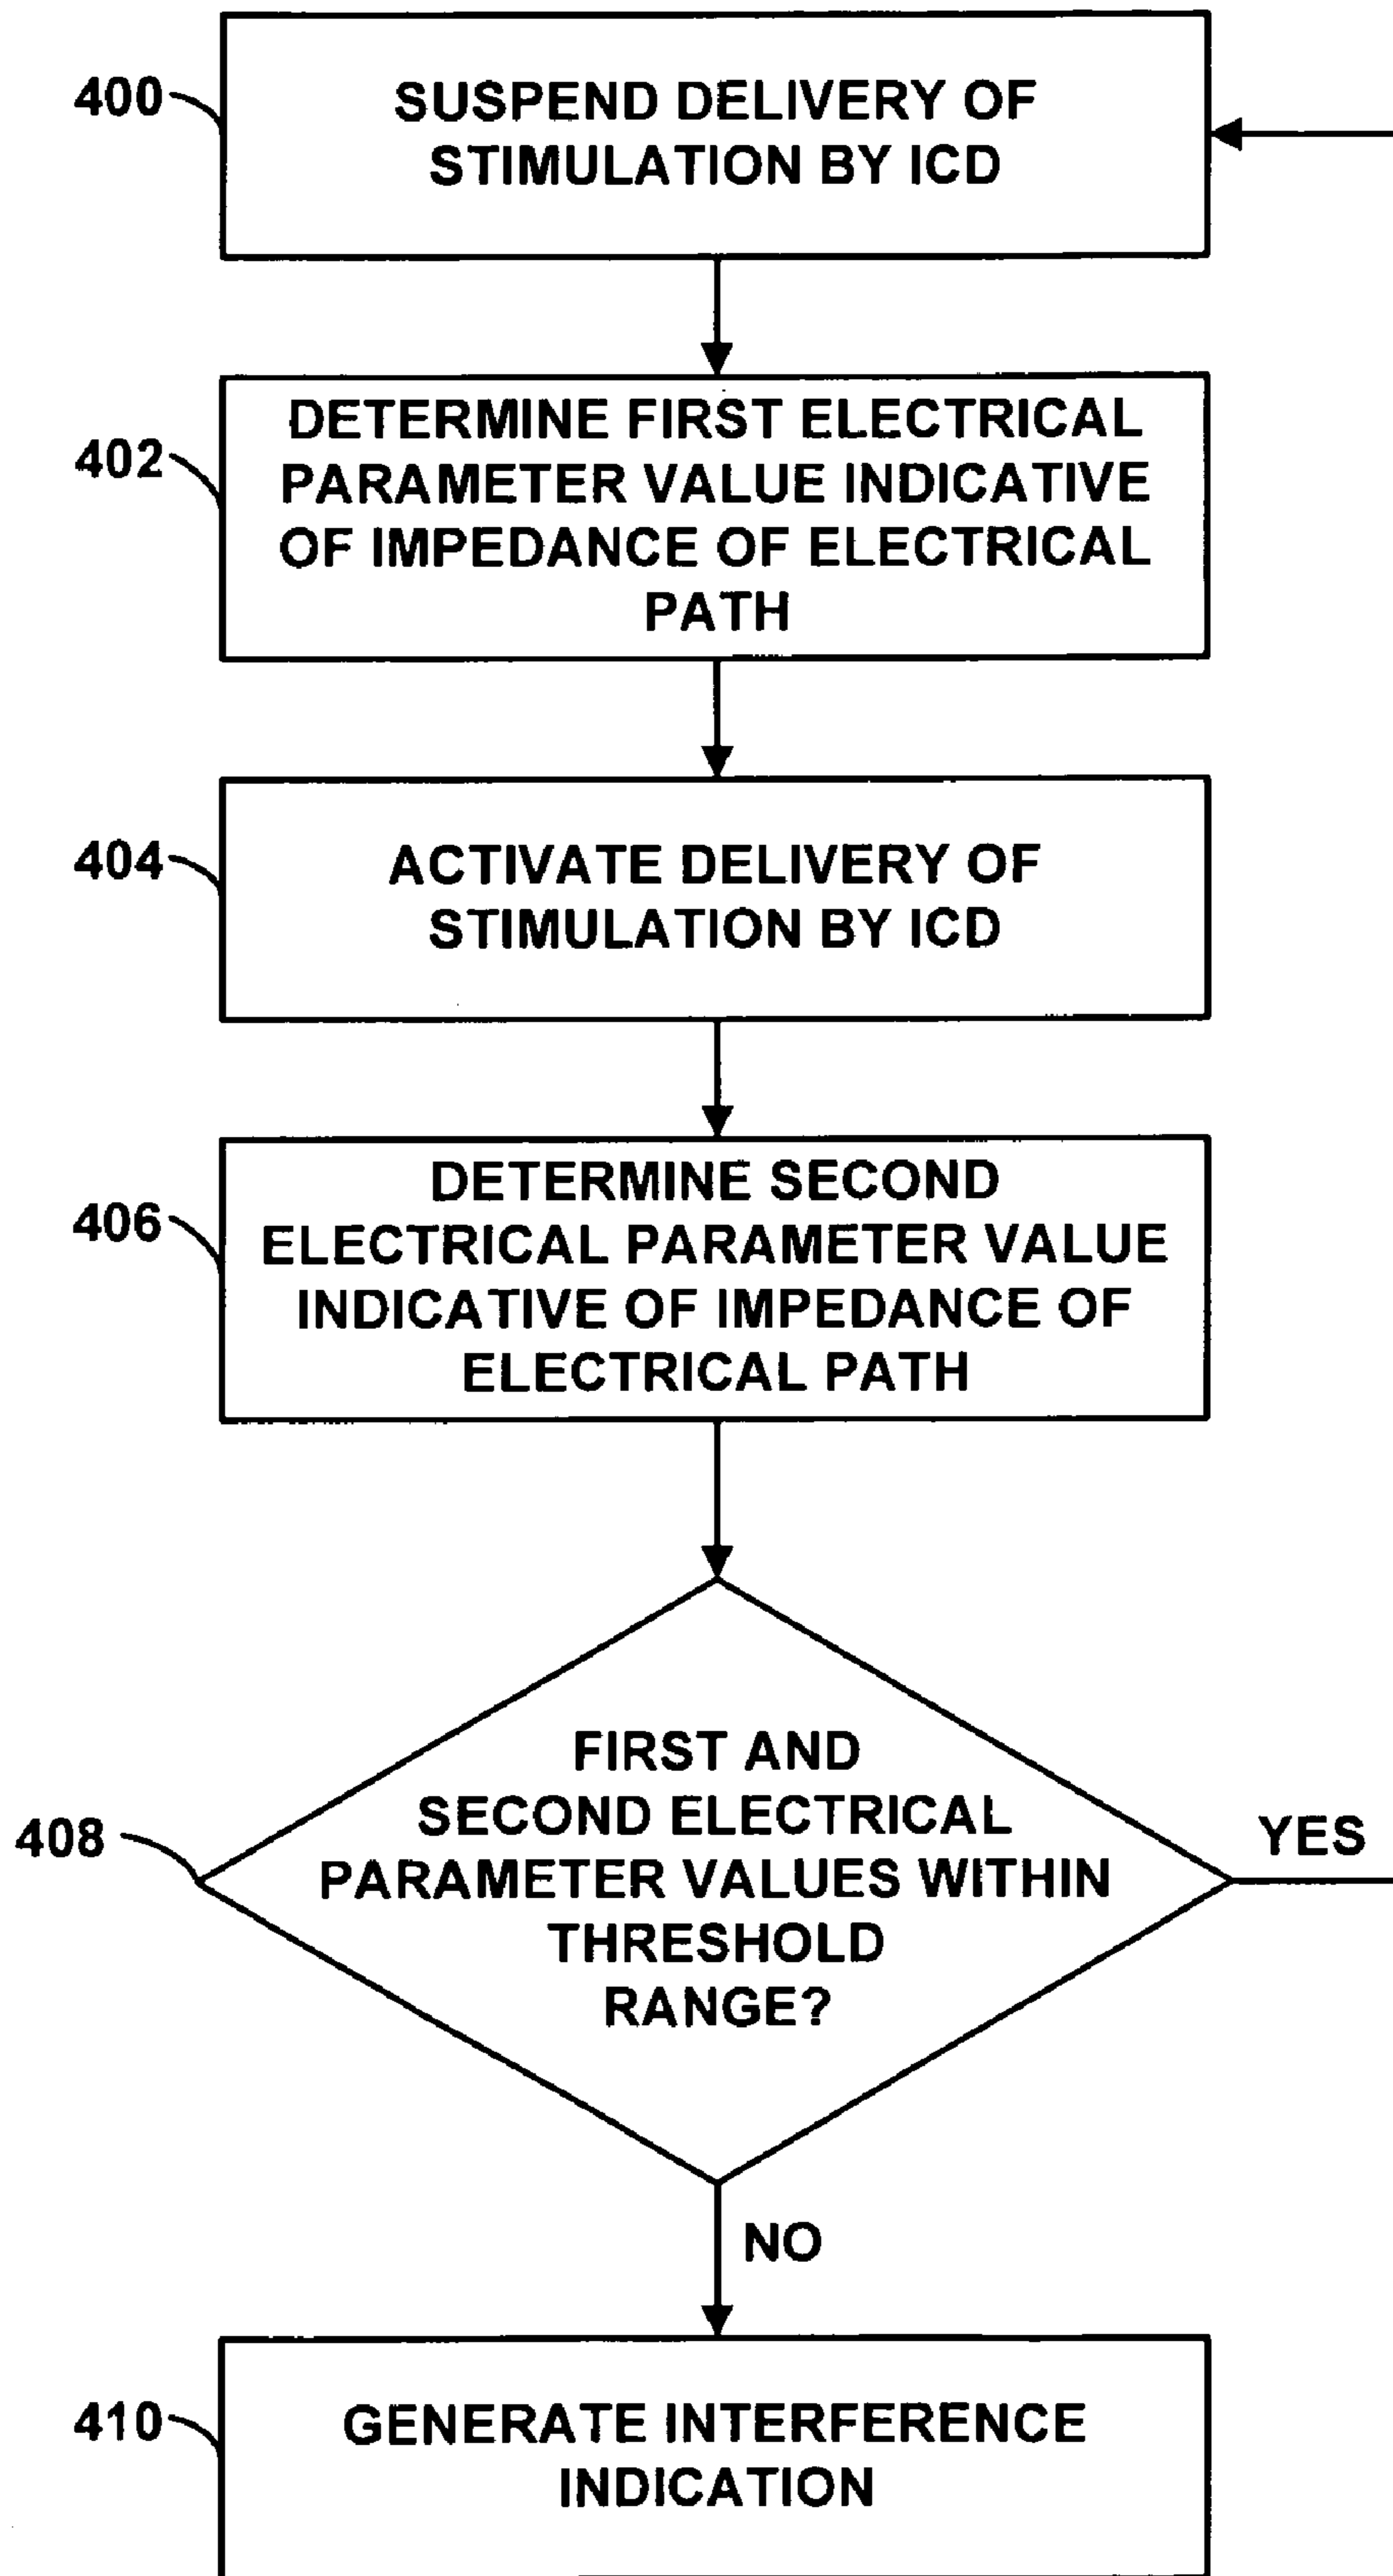 400
SUSPEND DELIVERY OF
STIMULATION BY ICD
402
DETERMINE FIRST ELECTRICAL
PARAMETER VALUE INDICATIVE
OF IMPEDANCE OF ELECTRICAL
PATH
404
ACTIVATE DELIVERY OF
STIMULATION BY ICD
406
DETERMINE SECOND
ELECTRICAL PARAMETER VALUE
INDICATIVE OF IMPEDANCE OF
ELECTRICAL PATH
408
FIRST AND
SECOND ELECTRICAL
PARAMETER VALUES WITHIN
THRESHOLD
RANGE?
YES
NO
410
GENERATE INTERFERENCE
INDICATION